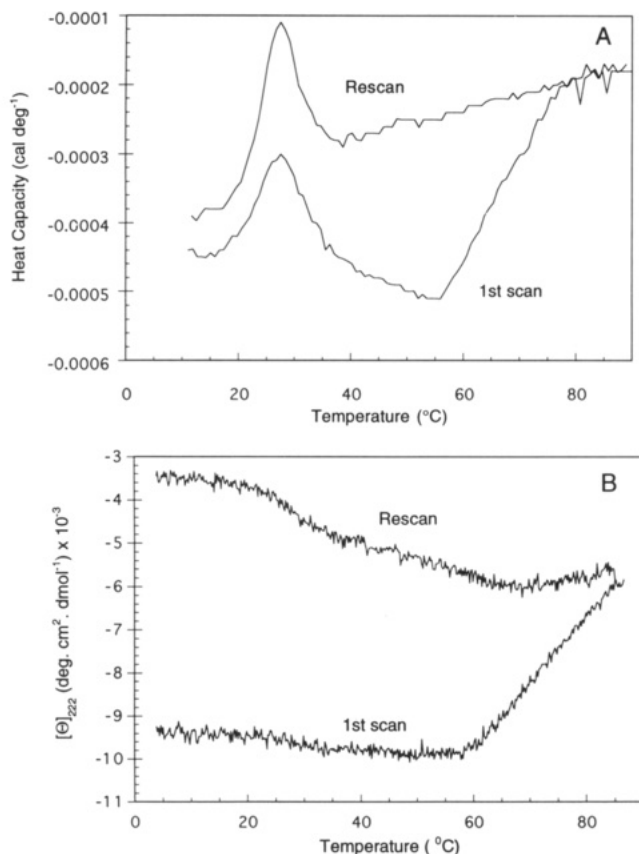 A
-0.0001
-0.0002
-0.0003
-0.0004
-0.0005
-0.0006
Heat Capacity (cal deg⁻¹)
Rescan
1st scan
0
20
40
60
80
Temperature (°C)
B
-3
-4
-5
-6
-7
-8
-9
-10
-11
[Θ]₂₂₂ (deg. cm². dmol⁻¹) x 10⁻³
Rescan
1st scan
0
20
40
60
80
Temperature ( ⁰C)